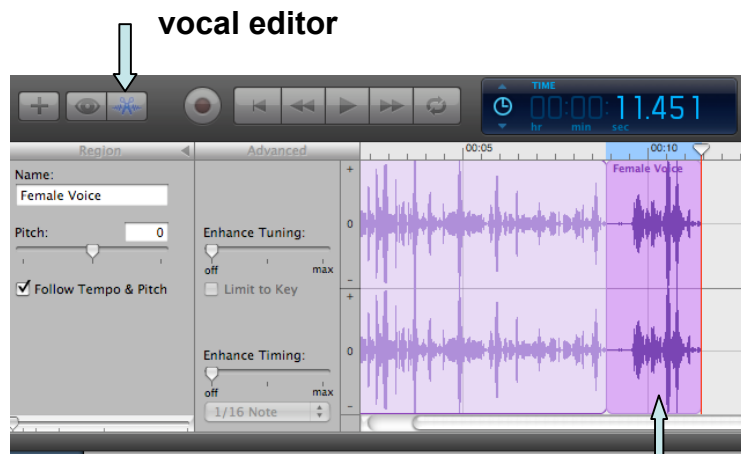 vocal editor
TIME
00:00:11.451
hr min sec
Region Advanced
00:05 00:10
Name:
Female Voice
Female Voice
Pitch: 0
Enhance Tuning:
off max
Follow Tempo & Pitch
Limit to Key
Enhance Timing:
off max
1/16 Note
+
0
-
+
0
-